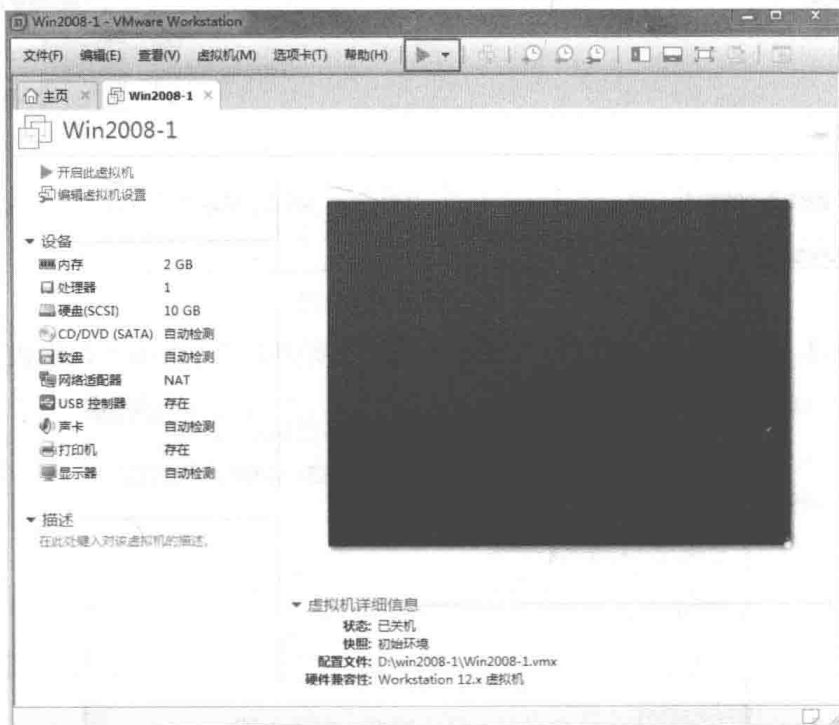 Win2008-1 - VMware Workstation
文件(F) 编辑(E) 查看(V) 虚拟机(M) 选项卡(T) 帮助(H)
主页 Win2008-1
Win2008-1
开启此虚拟机
编辑虚拟机设置
设备
内存 2 GB
处理器 1
硬盘(SCSI) 10 GB
CD/DVD (SATA) 自动检测
软盘 自动检测
网络适配器 NAT
USB 控制器 存在
声卡 自动检测
打印机 存在
显示器 自动检测
描述
在此处键入对该虚拟机的描述。
虚拟机详细信息
状态: 已关机
快照: 初始环境
配置文件: D:\win2008-1\Win2008-1.vmx
硬件兼容性: Workstation 12.x 虚拟机